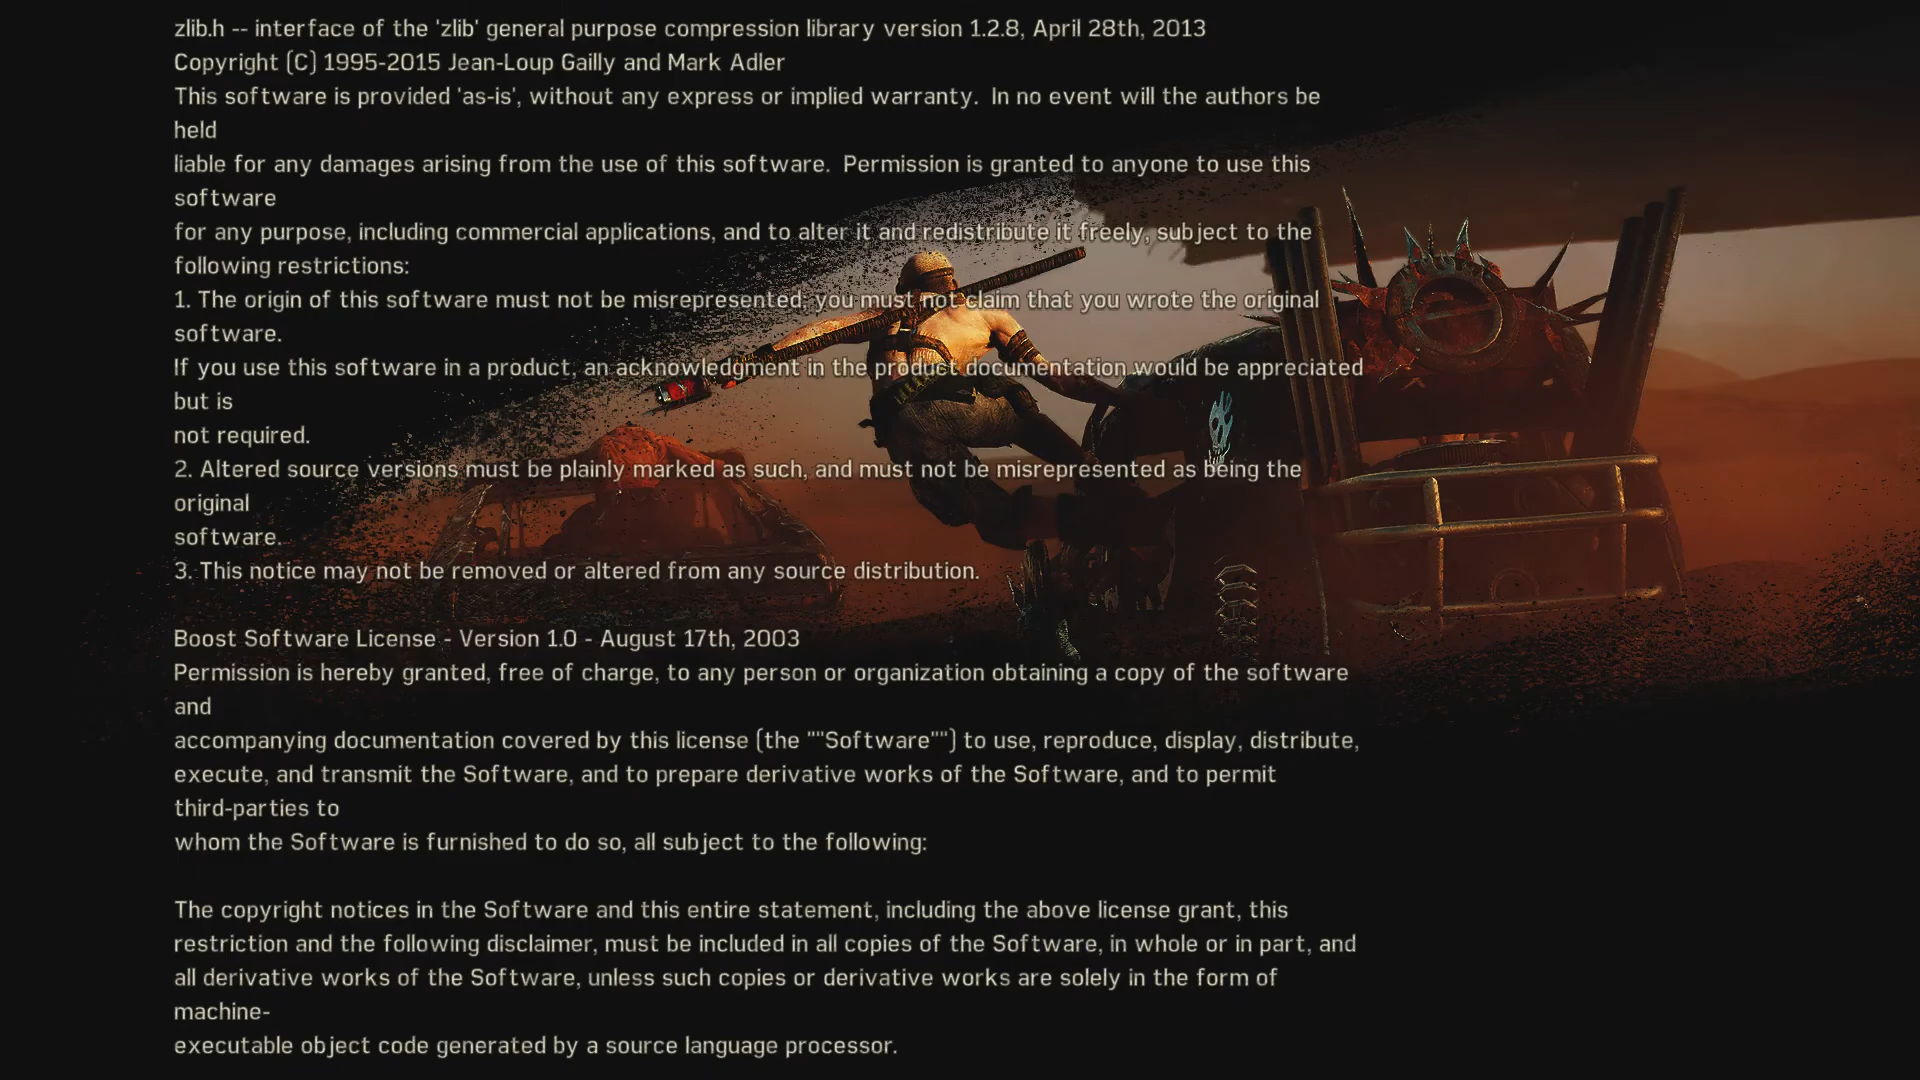 zlib.h -- interface of the 'zlib' general purpose compression library version 1.2.8, April 28th, 2013
Copyright (C) 1995-2015 Jean-Loup Gailly and Mark Adler
This software is provided 'as-is', without any express or implied warranty.  In no event will the authors be
held
liable for any damages arising from the use of this software.  Permission is granted to anyone to use this
software
for any purpose, including commercial applications, and to alter it and redistribute it freely, subject to the
following restrictions:
1. The origin of this software must not be misrepresented; you must not claim that you wrote the original
software.
If you use this software in a product, an acknowledgment in the product documentation would be appreciated
but is
not required.
2. Altered source versions must be plainly marked as such, and must not be misrepresented as being the
original
software.
3. This notice may not be removed or altered from any source distribution.
Boost Software License - Version 1.0 - August 17th, 2003
Permission is hereby granted, free of charge, to any person or organization obtaining a copy of the software
and
accompanying documentation covered by this license (the ""Software"") to use, reproduce, display, distribute,
execute, and transmit the Software, and to prepare derivative works of the Software, and to permit
third-parties to
whom the Software is furnished to do so, all subject to the following:
The copyright notices in the Software and this entire statement, including the above license grant, this
restriction and the following disclaimer, must be included in all copies of the Software, in whole or in part, and
all derivative works of the Software, unless such copies or derivative works are solely in the form of
machine-
executable object code generated by a source language processor.